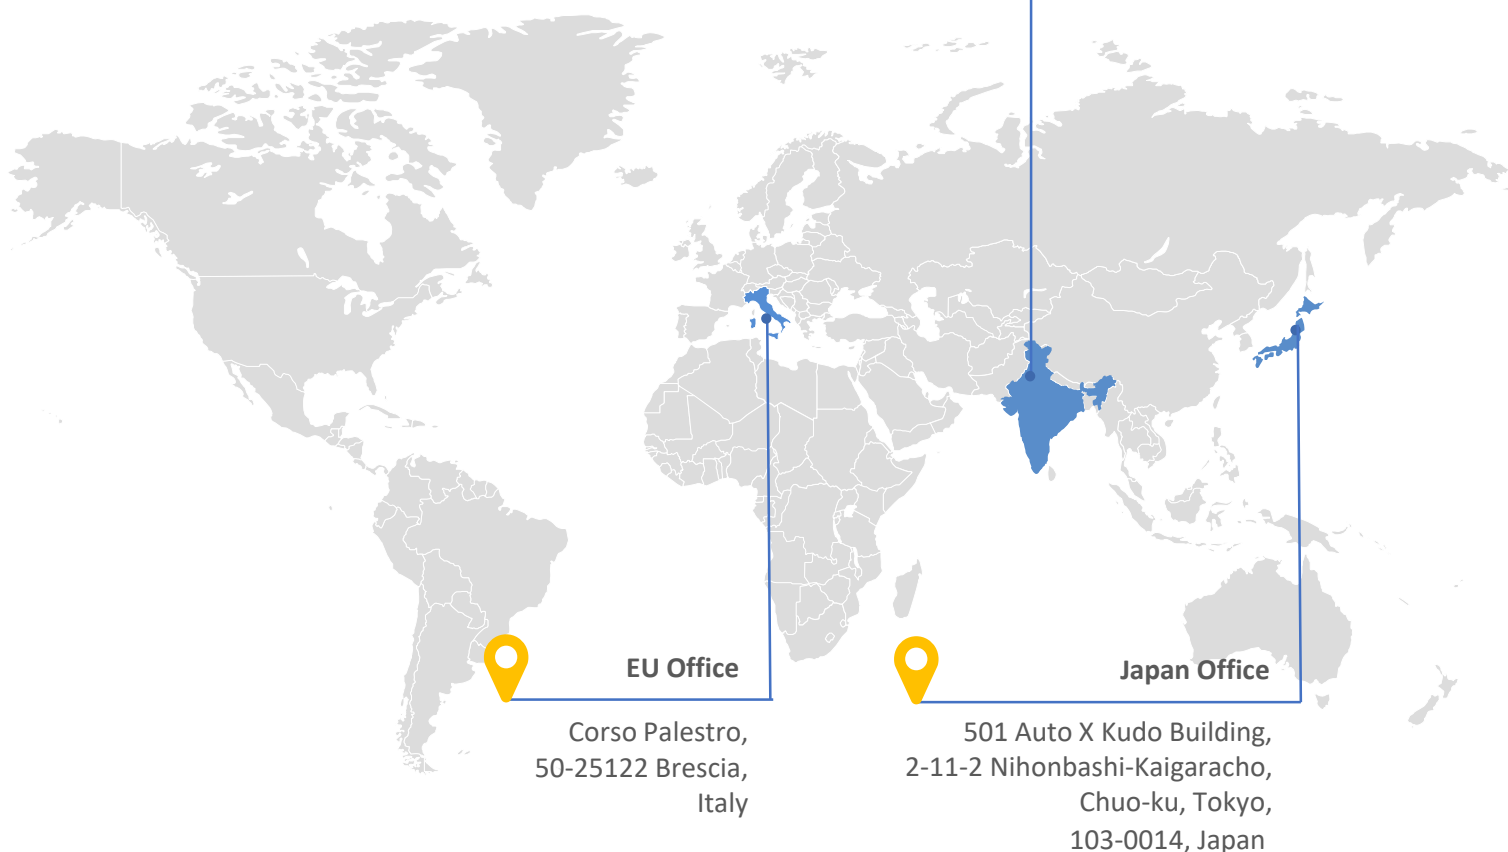 EU Office
Corso Palestro,
50-25122 Brescia,
Italy
Japan Office
501 Auto X Kudo Building,
2-11-2 Nihonbashi-Kaigaracho,
Chuo-ku, Tokyo,
103-0014, Japan